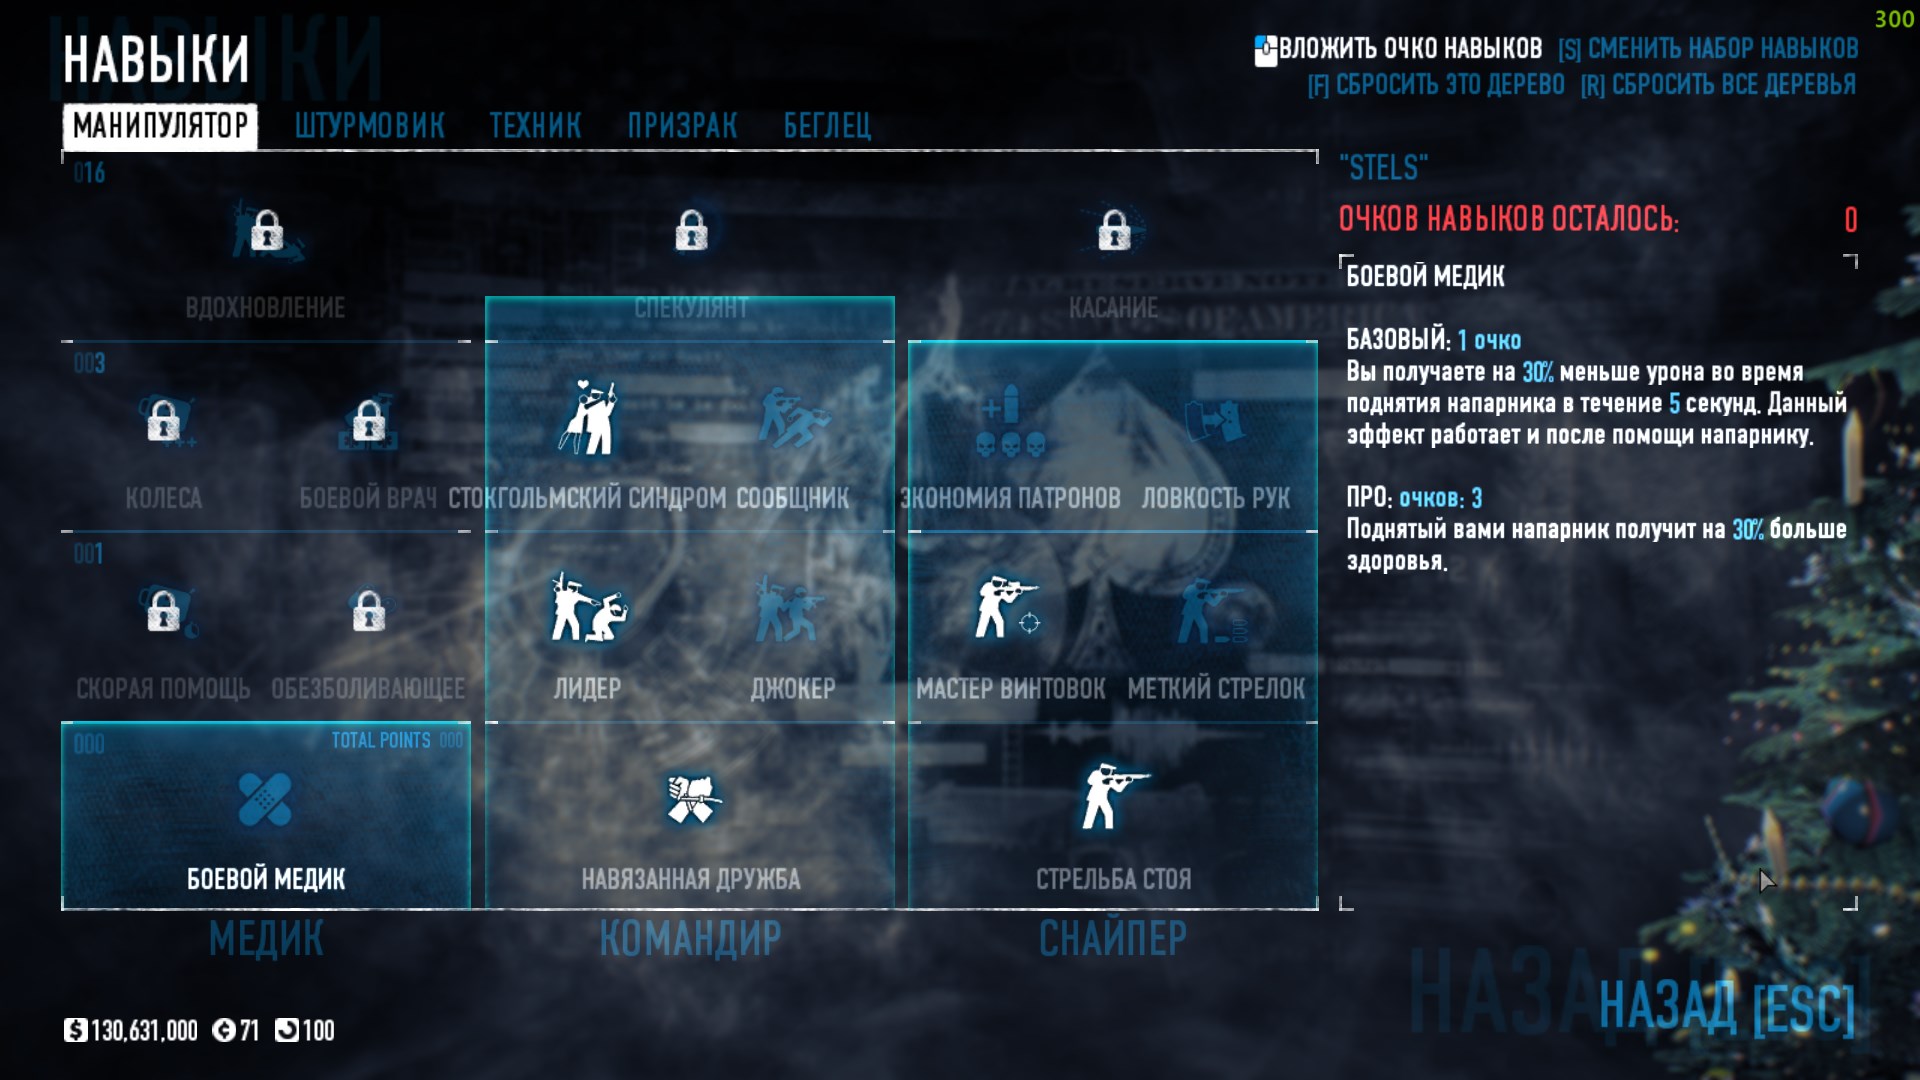 300
НАВЫКИ
ВЛОЖИТЬ ОЧКО НАВЫКОВ [S] СМЕНИТЬ НАБОР НАВЫКОВ
[F] СБРОСИТЬ ЭТО ДЕРЕВО [R] СБРОСИТЬ ВСЕ ДЕРЕВЬЯ
МАНИПУЛЯТОР ШТУРМОВИК ТЕХНИК ПРИЗРАК БЕГЛЕЦ
016
ВДОХНОВЛЕНИЕ СПЕКУЛЯНТ КАСАНИЕ
003
КОЛЕСА БОЕВОЙ ВРАЧ СТОКГОЛЬМСКИЙ СИНДРОМ СООБЩНИК ЭКОНОМИЯ ПАТРОНОВ ЛОВКОСТЬ РУК
001
СКОРАЯ ПОМОЩЬ ОБЕЗБОЛИВАЮЩЕЕ ЛИДЕР ДЖОКЕР МАСТЕР ВИНТОВОК МЕТКИЙ СТРЕЛОК
000 TOTAL POINTS 000
БОЕВОЙ МЕДИК НАВЯЗАННАЯ ДРУЖБА СТРЕЛЬБА СТОЯ
МЕДИК КОМАНДИР СНАЙПЕР
"STELS"
ОЧКОВ НАВЫКОВ ОСТАЛОСЬ: 0
БОЕВОЙ МЕДИК
БАЗОВЫЙ: 1 очко
Вы получаете на 30% меньше урона во время
поднятия напарника в течение 5 секунд. Данный
эффект работает и после помощи напарнику.
ПРО: очков: 3
Поднятый вами напарник получит на 30% больше
здоровья.
$ 130,631,000 71 100
НАЗАД [ESC]